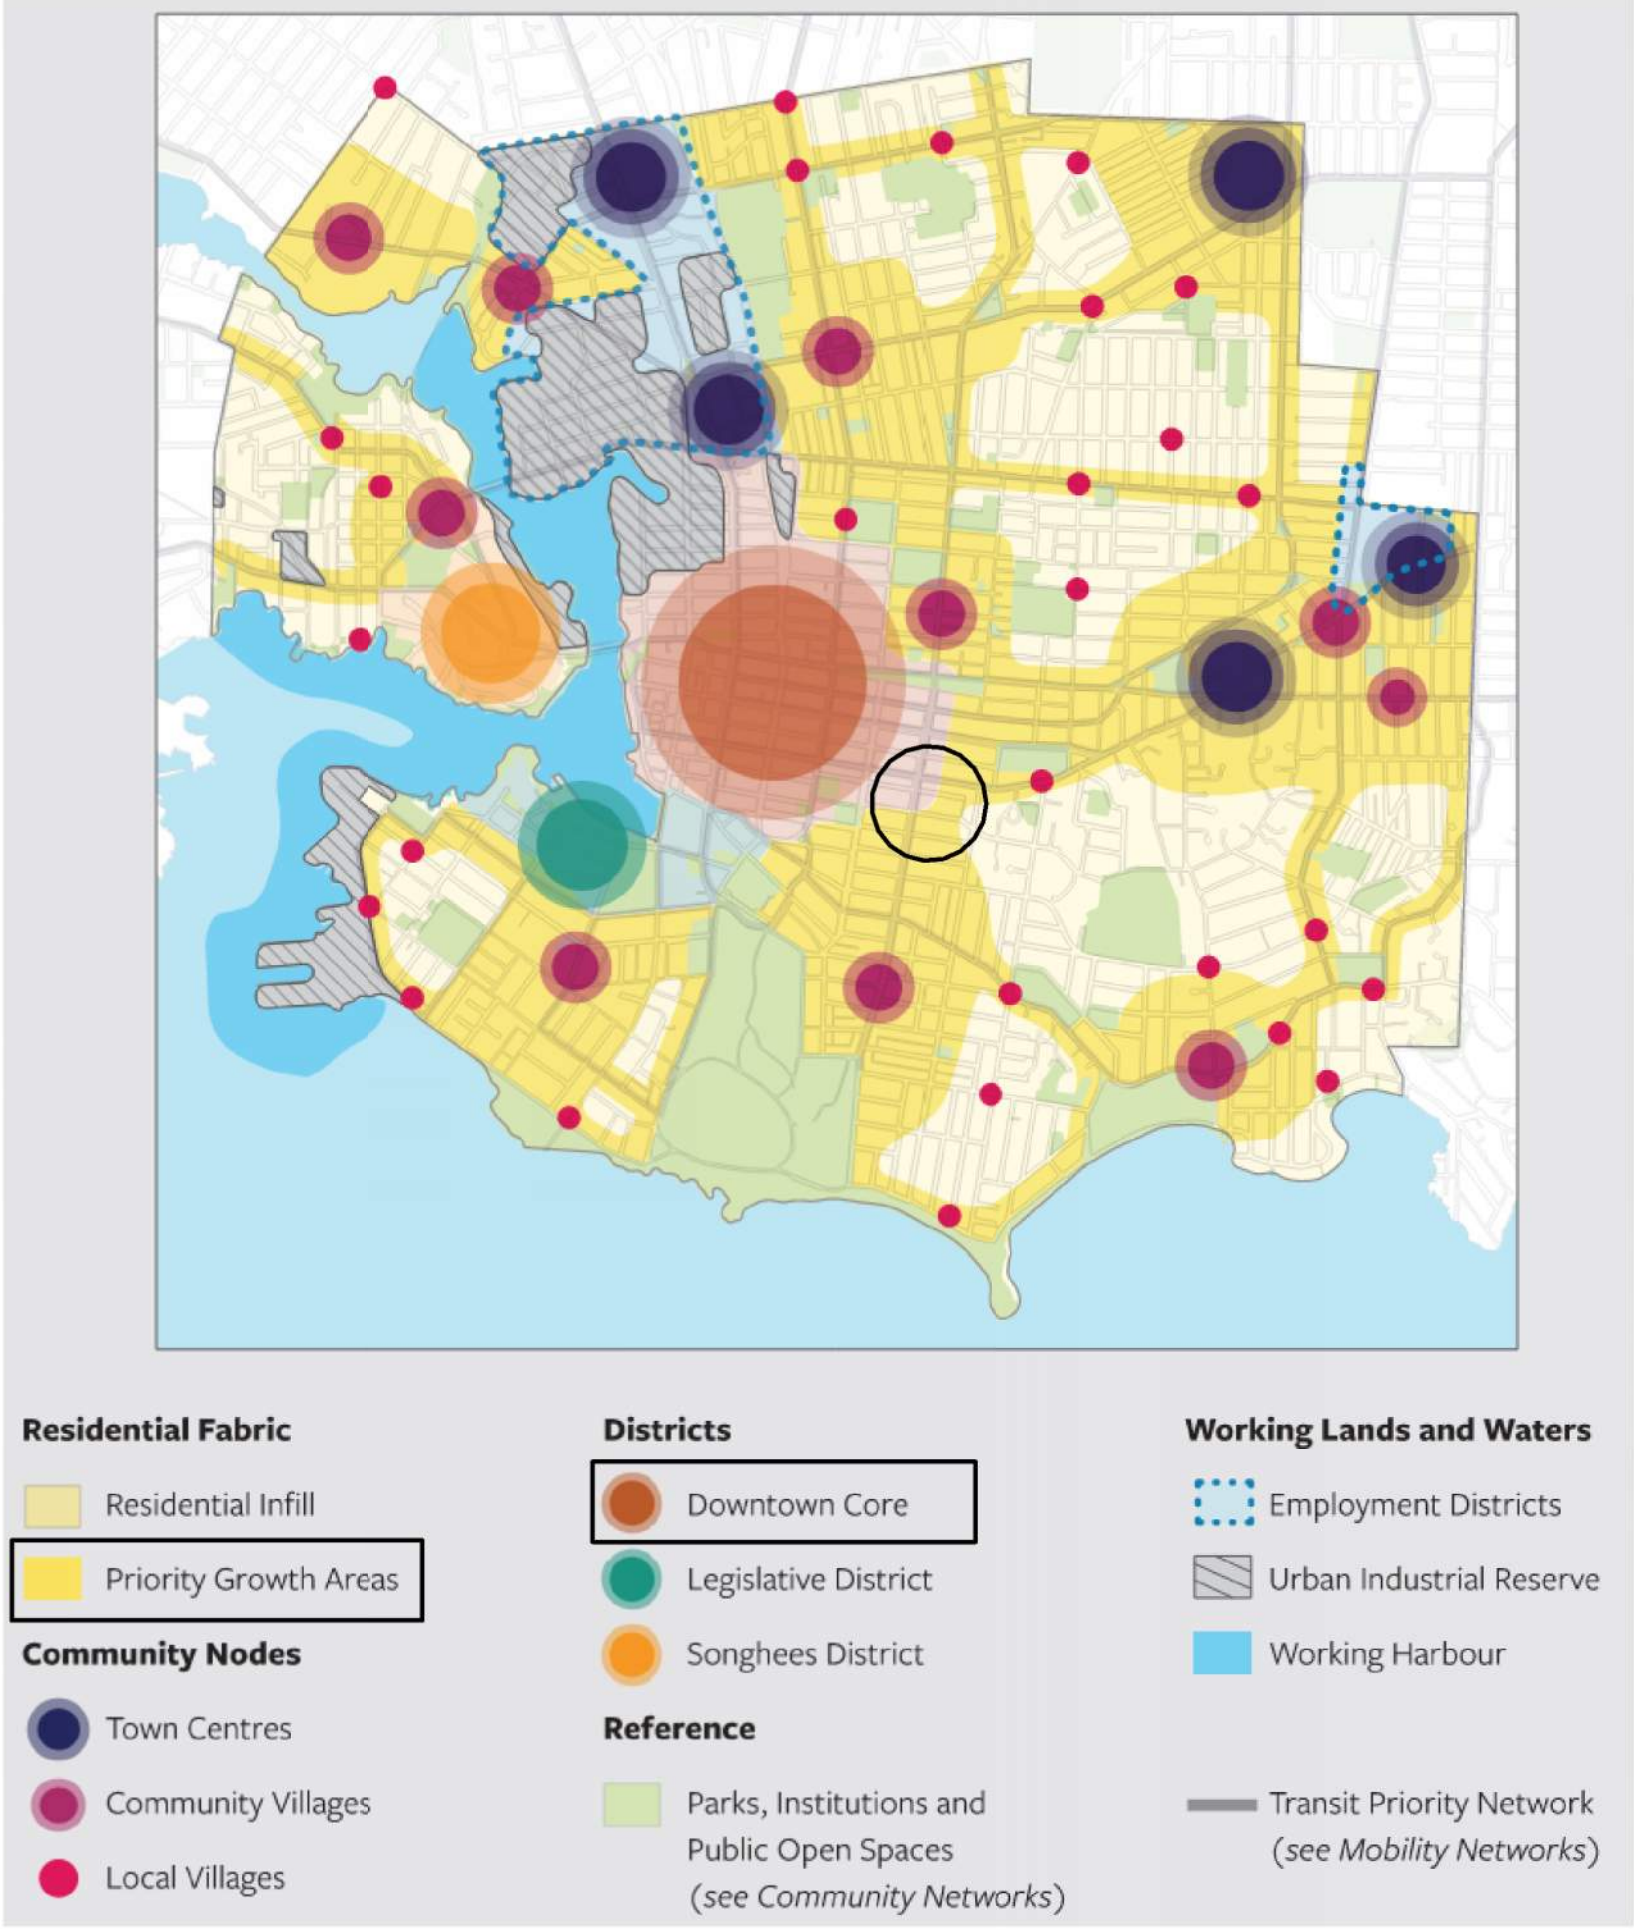 Residential Fabric
Residential Infill
Priority Growth Areas
Community Nodes
Town Centres
Community Villages
Local Villages
Districts
Downtown Core
Legislative District
Songhees District
Reference
Parks, Institutions and
Public Open Spaces
(see Community Networks)
Working Lands and Waters
Employment Districts
Urban Industrial Reserve
Working Harbour
Transit Priority Network
(see Mobility Networks)